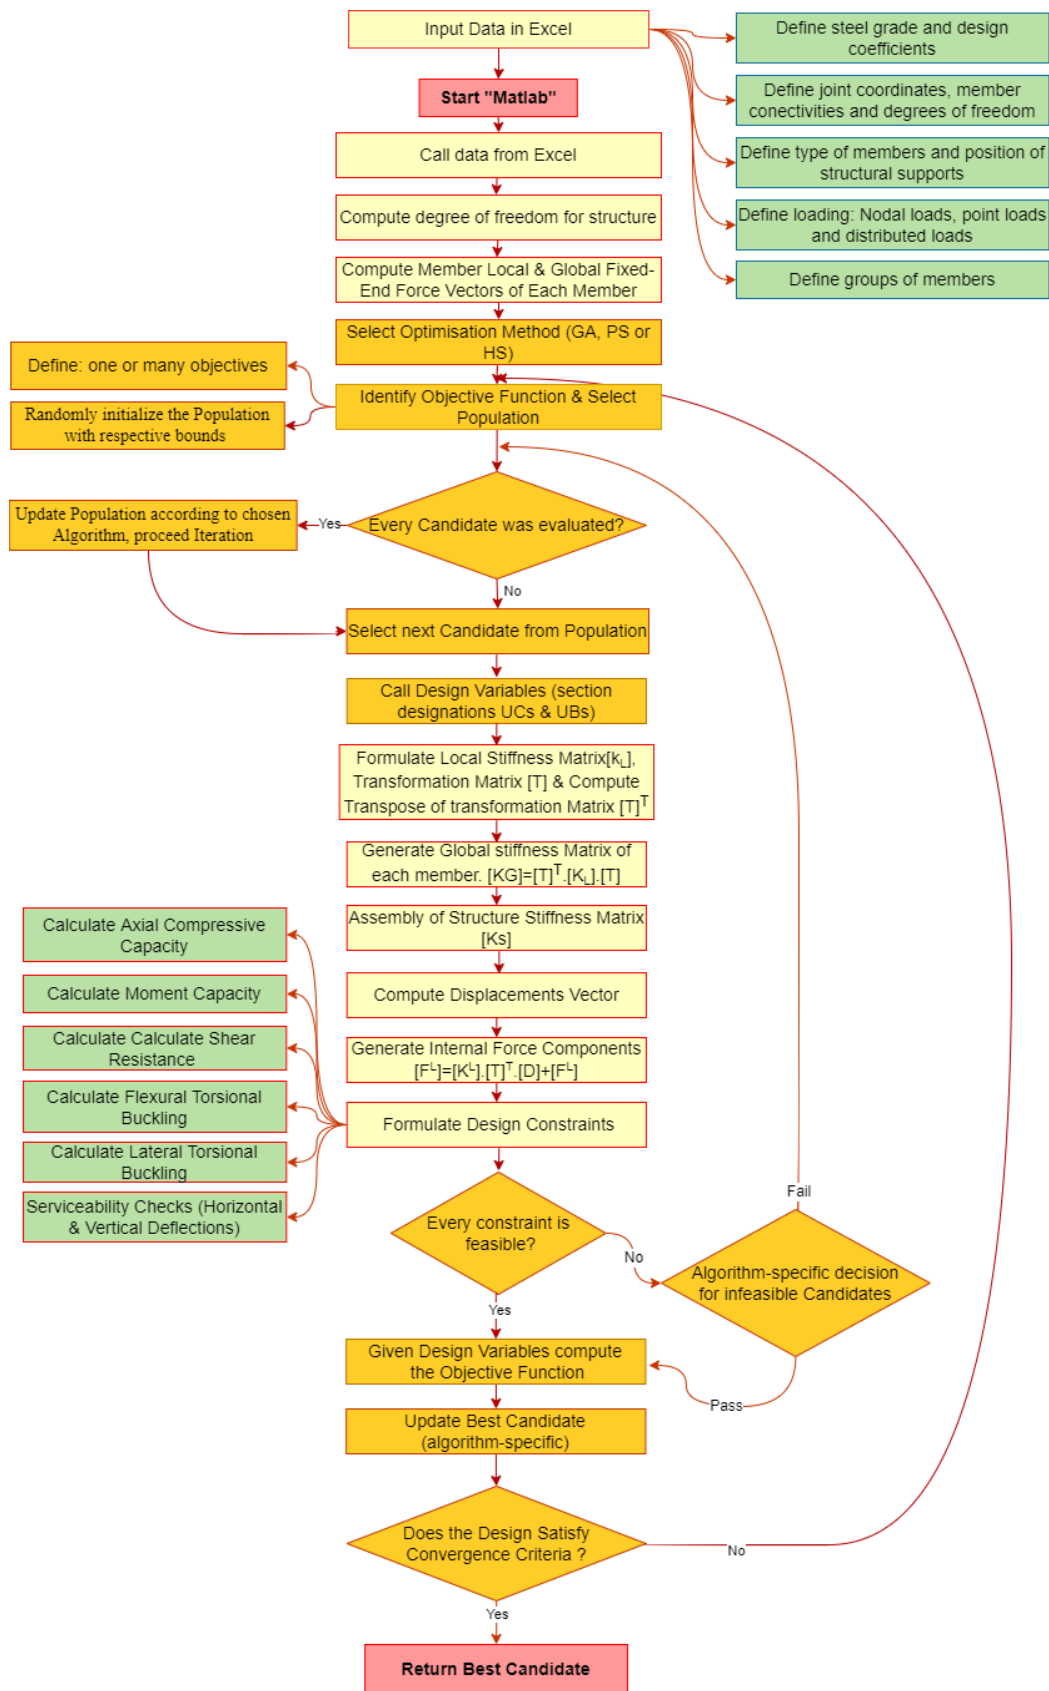 Input Data in Excel
Define steel grade and design
coefficients
Start "Matlab"
Define joint coordinates, member
conectivities and degrees of freedom
Call data from Excel
Define type of members and position of
structural supports
Compute degree of freedom for structure
Define loading: Nodal loads, point loads
and distributed loads
Compute Member Local & Global Fixed-
End Force Vectors of Each Member
Define groups of members
Select Optimisation Method (GA, PS or
HS)
Define: one or many objectives
Identify Objective Function & Select
Population
Randomly initialize the Population
with respective bounds
Every Candidate was evaluated?
Yes
Update Population according to chosen
Algorithm, proceed Iteration
No
Select next Candidate from Population
Call Design Variables (section
designations UCs & UBs)
Formulate Local Stiffness Matrix[k_L],
Transformation Matrix [T] & Compute
Transpose of transformation Matrix [T]^T
Generate Global stiffness Matrix of
each member. [KG]=[T]^T.[K_L].[T]
Assembly of Structure Stiffness Matrix
[Ks]
Compute Displacements Vector
Generate Internal Force Components
[F^L]=[K^L].[T]^T.[D]+[F^L]
Formulate Design Constraints
Calculate Axial Compressive
Capacity
Calculate Moment Capacity
Calculate Calculate Shear
Resistance
Calculate Flexural Torsional
Buckling
Calculate Lateral Torsional
Buckling
Serviceability Checks (Horizontal
& Vertical Deflections)
Every constraint is
feasible?
No
Fail
Algorithm-specific decision
for infeasible Candidates
Yes
Pass
Given Design Variables compute
the Objective Function
Update Best Candidate
(algorithm-specific)
Does the Design Satisfy
Convergence Criteria ?
No
Yes
Return Best Candidate